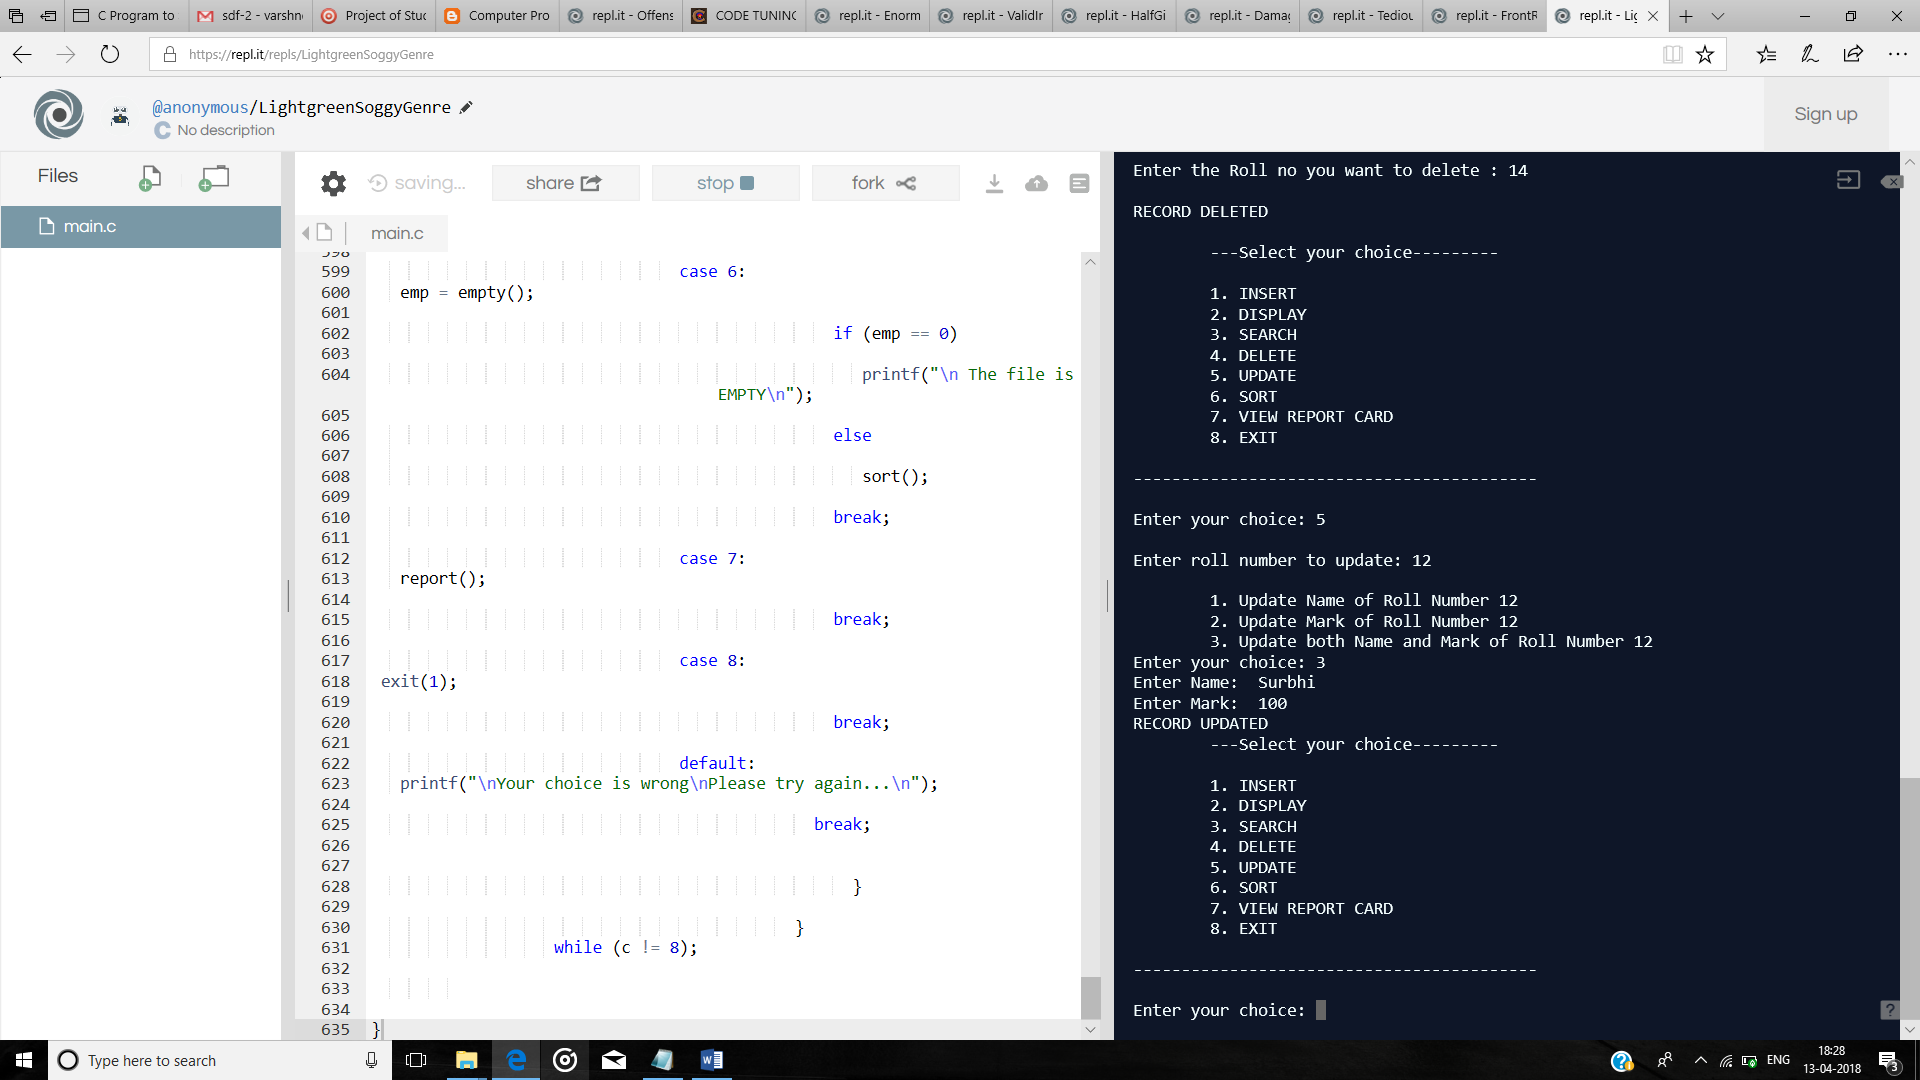 C Program to
sdf-2 - varshn
Project of Stuc
Computer Pro
repl.it - Offens
CODE TUNING
repl.it - Enorm
repl.it - ValidIr
repl.it - HalfGi
repl.it - Damag
repl.it - Tediou
repl.it - FrontR
repl.it - Lig
https://repl.it/repls/LightgreenSoggyGenre
@anonymous/LightgreenSoggyGenre
C No description
Sign up
Files
saving...
share
stop
fork
main.c
main.c
598
599 case 6:
600 emp = empty();
601
602 if (emp == 0)
603
604 printf("\n The file is
EMPTY\n");
605
606 else
607
608 sort();
609
610 break;
611
612 case 7:
613 report();
614
615 break;
616
617 case 8:
618 exit(1);
619
620 break;
621
622 default:
623 printf("\nYour choice is wrong\nPlease try again...\n");
624
625 break;
626
627
628 }
629
630 }
631 while (c != 8);
632
633
634
635 }
Enter the Roll no you want to delete : 14
RECORD DELETED
---Select your choice---------
1. INSERT
2. DISPLAY
3. SEARCH
4. DELETE
5. UPDATE
6. SORT
7. VIEW REPORT CARD
8. EXIT
------------------------------------------
Enter your choice: 5
Enter roll number to update: 12
1. Update Name of Roll Number 12
2. Update Mark of Roll Number 12
3. Update both Name and Mark of Roll Number 12
Enter your choice: 3
Enter Name: Surbhi
Enter Mark: 100
RECORD UPDATED
---Select your choice---------
1. INSERT
2. DISPLAY
3. SEARCH
4. DELETE
5. UPDATE
6. SORT
7. VIEW REPORT CARD
8. EXIT
------------------------------------------
Enter your choice:
?
Type here to search
ENG
18:28
13-04-2018
3